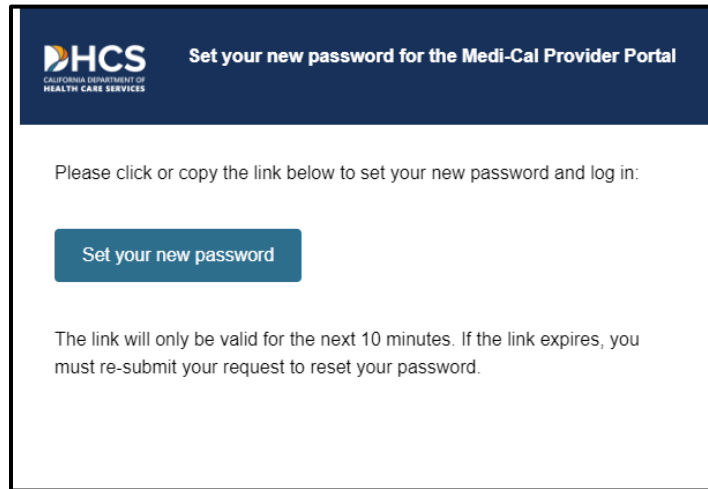 DHCS
CALIFORNIA DEPARTMENT OF
HEALTH CARE SERVICES
Set your new password for the Medi-Cal Provider Portal
Please click or copy the link below to set your new password and log in:
Set your new password
The link will only be valid for the next 10 minutes. If the link expires, you
must re-submit your request to reset your password.